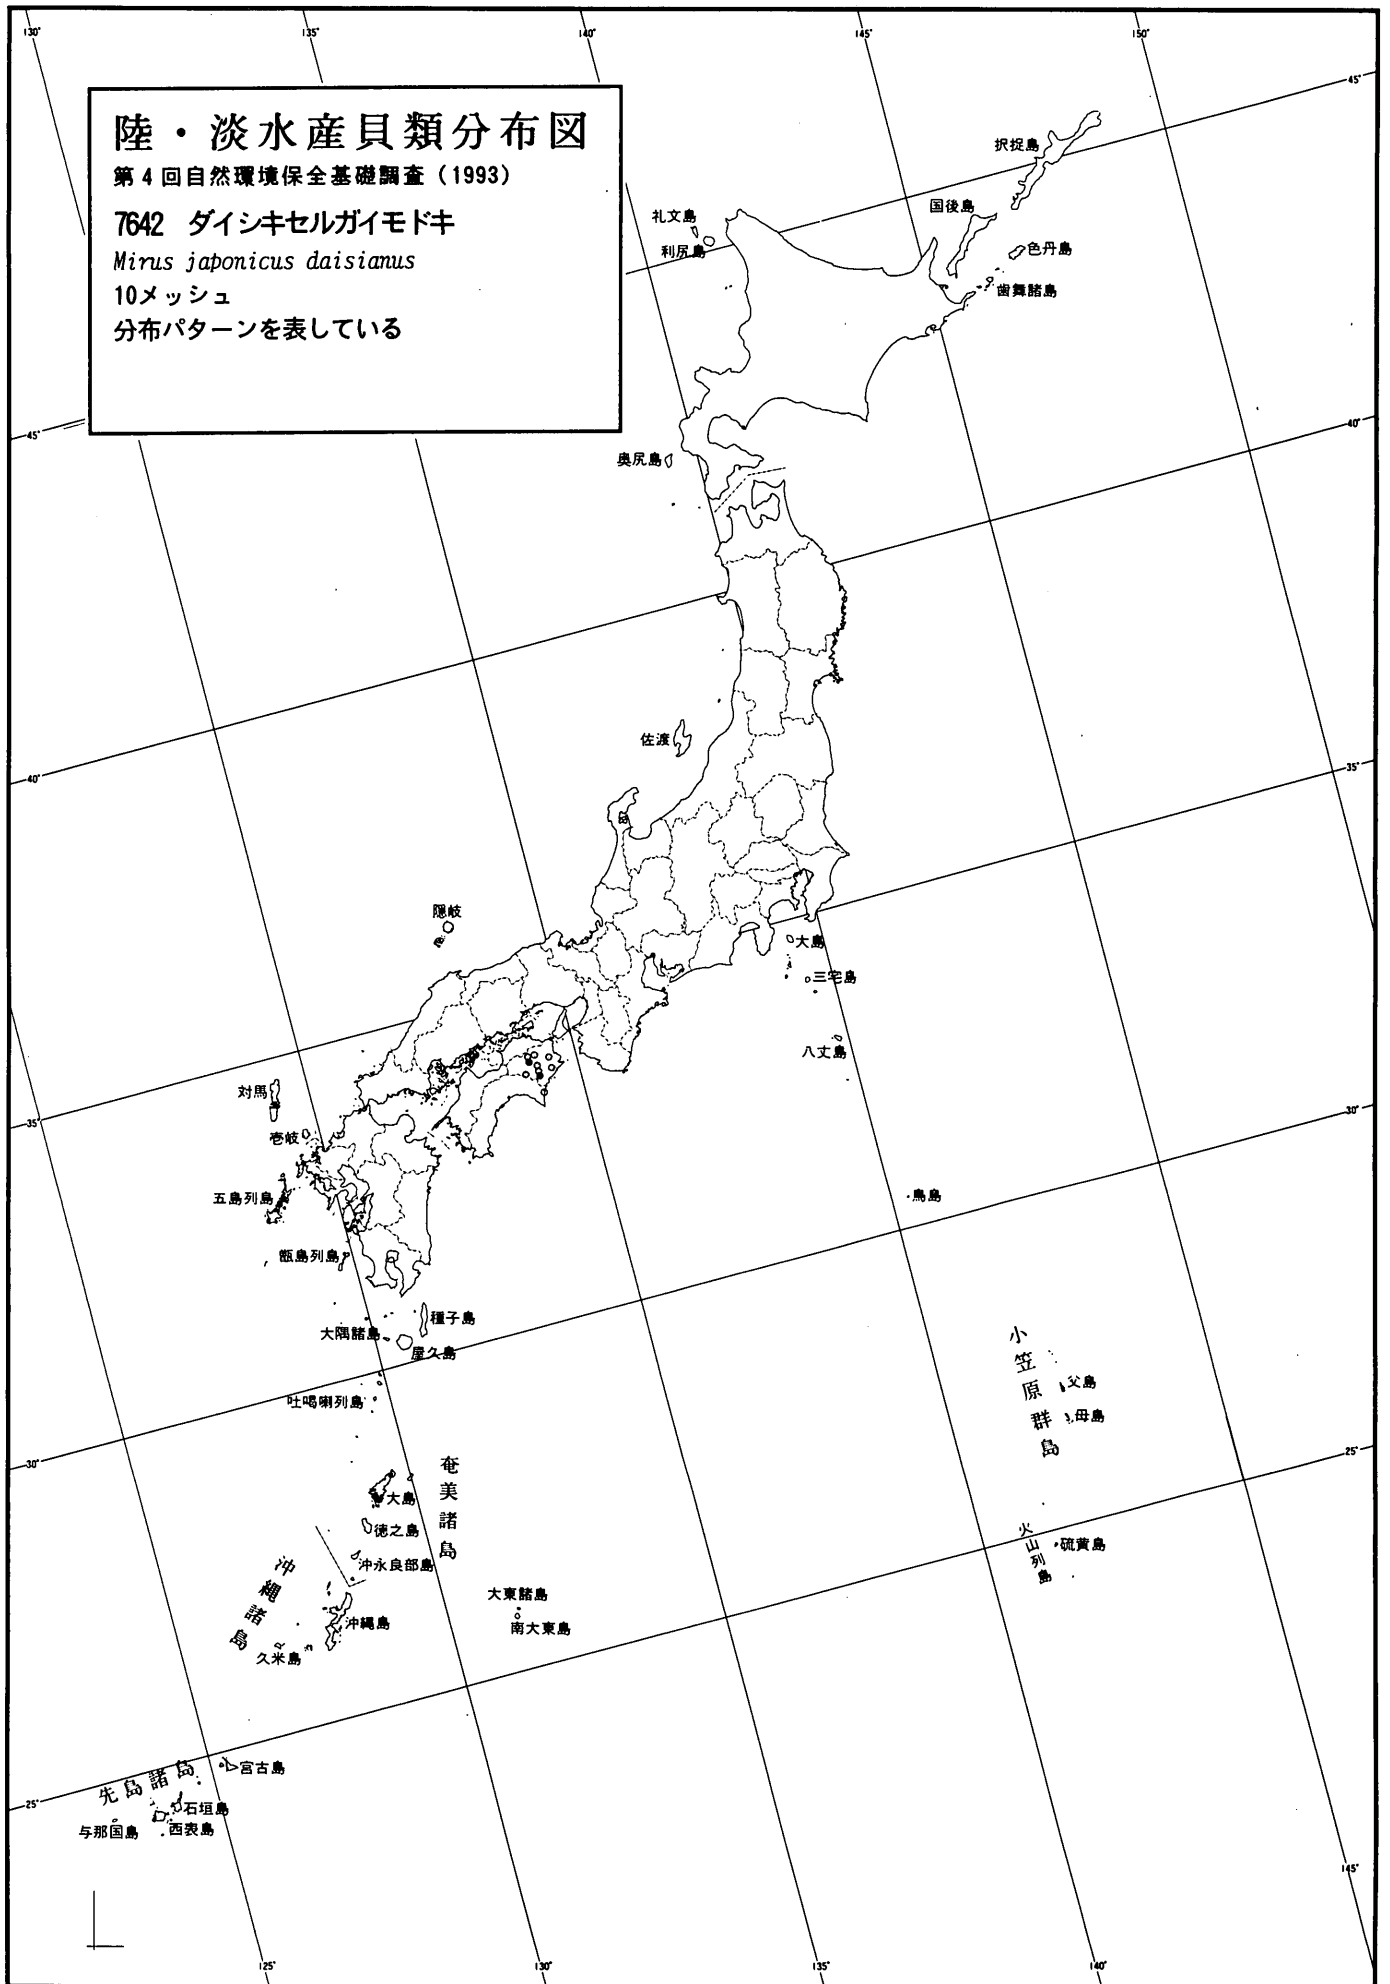 130°
135°
140°
145°
150°
陸・淡水産貝類分布図
第4回自然環境保全基礎調査（1993）
7642 ダイシキセルガイモドキ
Mirus japonicus daisianus
10メッシュ
分布パターンを表している
45°
択捉島
国後島
色丹島
歯舞諸島
礼文島
利尻島
奥尻島
45°
40°
佐渡
40°
35°
隠岐
大島
三宅島
八丈島
対馬
壱岐
35°
30°
五島列島
甑島列島
鳥島
種子島
大隅諸島
屋久島
吐噶喇列島
小笠原群島
父島
母島
25°
30°
奄美諸島
大島
徳之島
沖永良部島
沖縄諸島
沖縄島
久米島
大東諸島
南大東島
火山列島
硫黄島
先島諸島
宮古島
石垣島
西表島
与那国島
25°
125°
130°
135°
140°
145°